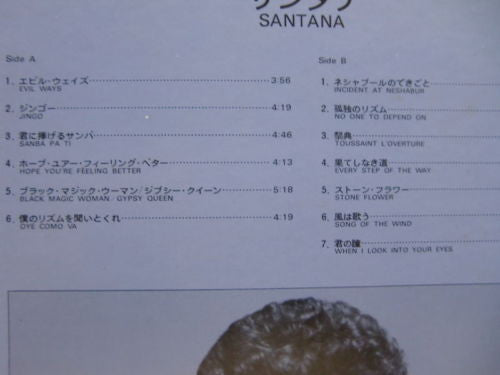 サンタナ
SANTANA
Side A
1. エビル・ウェイズ 3:56
EVIL WAYS
2. ジンゴー 4:19
JINGO
3. 君に捧げるサンバ 4:46
SANBA PA TI
4. ホープ・ユアー・フィーリング・ベター 4:13
HOPE YOU'RE FEELING BETTER
5. ブラック・マジック・ウーマン/ジプシー・クイーン 5:18
BLACK MAGIC WOMAN / GYPSY QUEEN
6. 僕のリズムを聞いとくれ 4:19
OYE COMO VA
Side B
1. ネシャブールのできごと
INCIDENT AT NESHABUR
2. 孤独のリズム
NO ONE TO DEPEND ON
3. 祭典
TOUSSAINT L'OVERTURE
4. 果てしなき道
EVERY STEP OF THE WAY
5. ストーン・フラワー
STONE FLOWER
6. 風は歌う
SONG OF THE WIND
7. 君の瞳
WHEN I LOOK INTO YOUR EYES